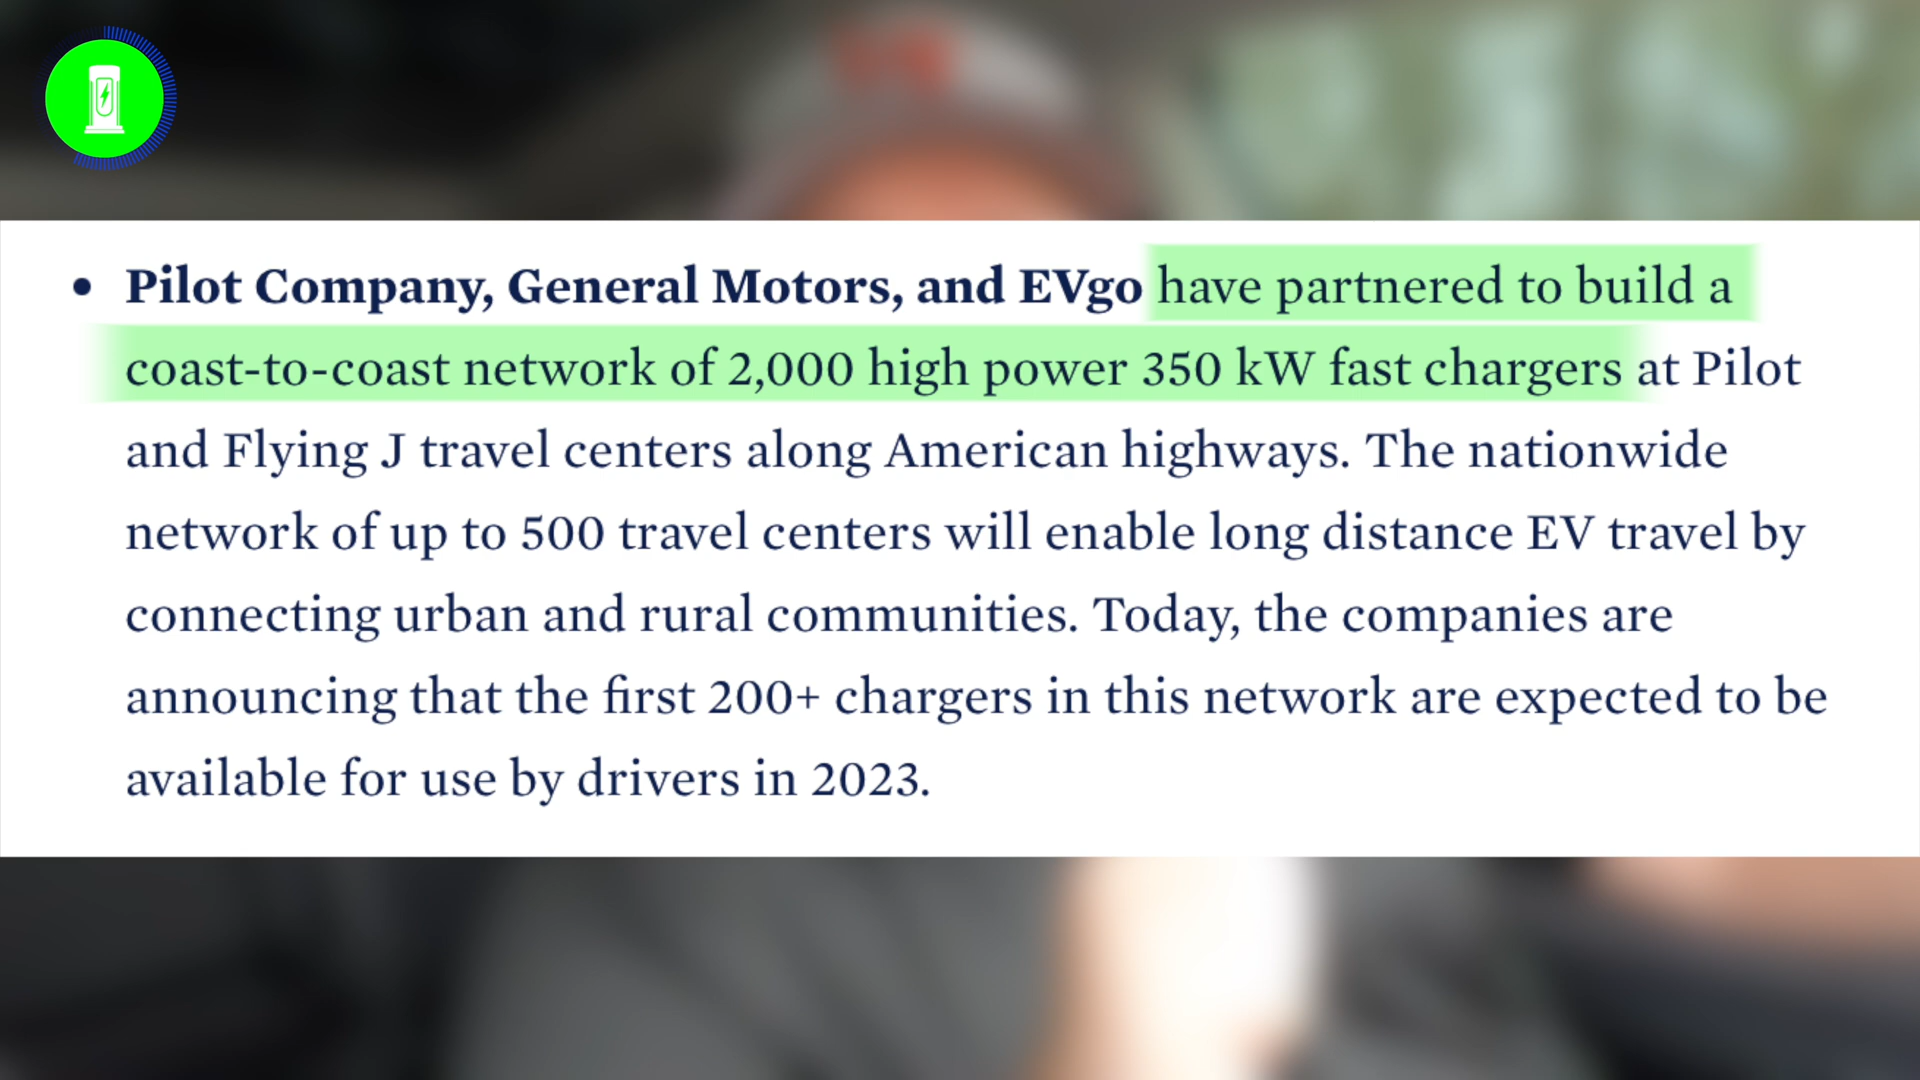 • Pilot Company, General Motors, and EVgo have partnered to build a
coast-to-coast network of 2,000 high power 350 kW fast chargers at Pilot
and Flying J travel centers along American highways. The nationwide
network of up to 500 travel centers will enable long distance EV travel by
connecting urban and rural communities. Today, the companies are
announcing that the first 200+ chargers in this network are expected to be
available for use by drivers in 2023.